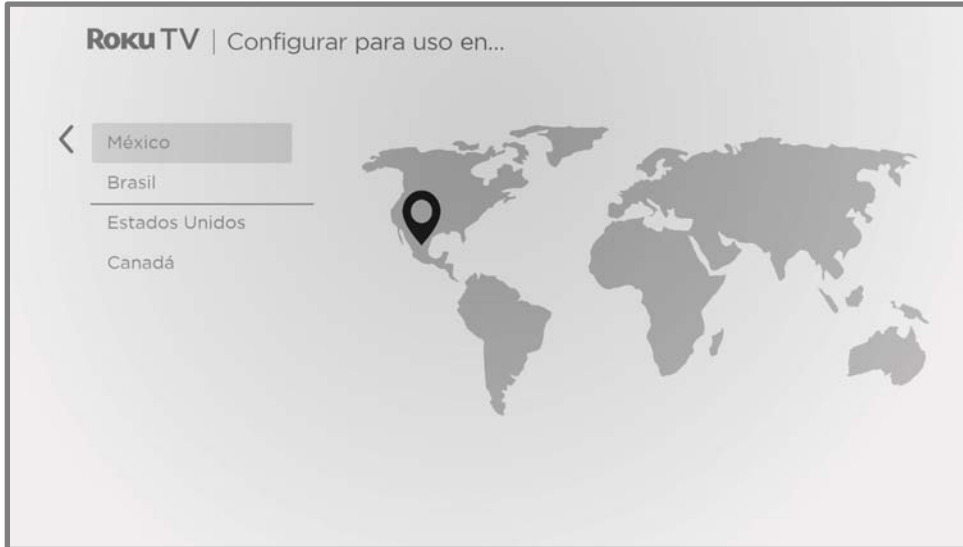 Roku TV | Configurar para uso en...
México
Brasil
Estados Unidos
Canadá